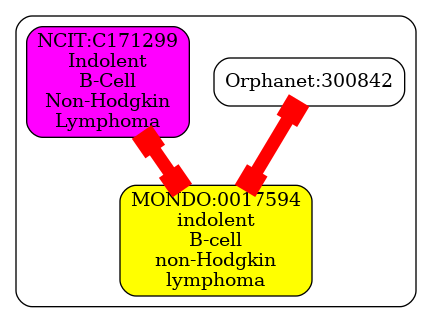 NCIT:C171299
Indolent
B-Cell
Non-Hodgkin
Lymphoma
Orphanet:300842
MONDO:0017594
indolent
B-cell
non-Hodgkin
lymphoma